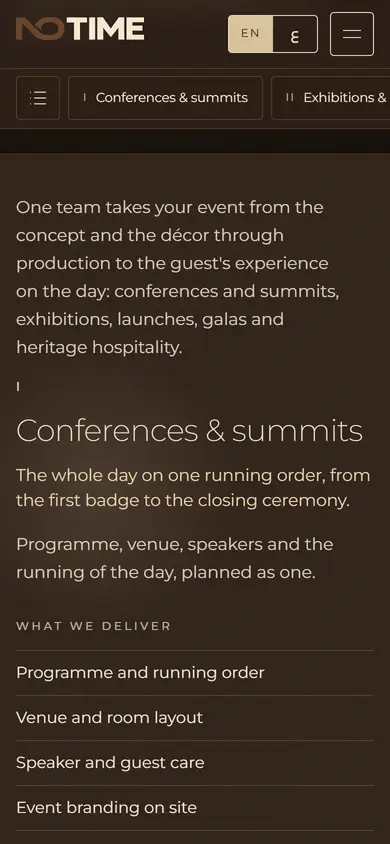 NOTIME
EN
ع
I Conferences & summits
II Exhibitions &
One team takes your event from the
concept and the décor through
production to the guest's experience
on the day: conferences and summits,
exhibitions, launches, galas and
heritage hospitality.
I
Conferences & summits
The whole day on one running order, from
the first badge to the closing ceremony.
Programme, venue, speakers and the
running of the day, planned as one.
WHAT WE DELIVER
Programme and running order
Venue and room layout
Speaker and guest care
Event branding on site